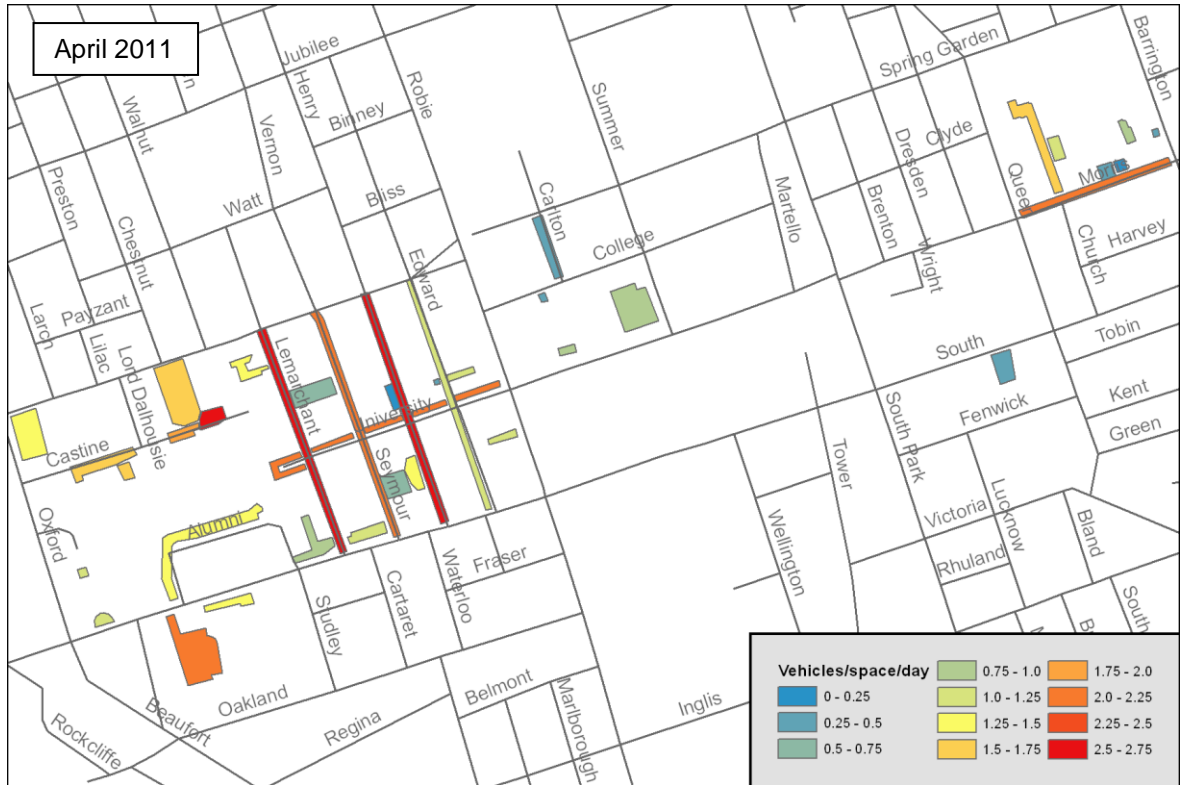 April 2011
Jubilee
Henry
Binney
Robie
Summer
Spring Garden
Barrington
Walnut
Vernon
Clyde
Dresden
Preston
Bliss
Watt
Carlton
Martello
Brenton
Morris
Chestnut
College
Church
Harvey
Edward
Wright
Payzant
Larch
Lilac
Lord Dalhousie
Lemarchant
University
South
Tobin
Kent
Fenwick
Green
South Park
Castine
Seymour
Tower
Alumni
Oxford
Lucknow
Victoria
Bland
Wellington
Rhuland
Fraser
Waterloo
Cartaret
Studley
South
Oakland
Beaufort
Belmont
Regina
Marlborough
Inglis
Rockcliffe
Vehicles/space/day
0 - 0.25
0.25 - 0.5
0.5 - 0.75
0.75 - 1.0
1.0 - 1.25
1.25 - 1.5
1.5 - 1.75
1.75 - 2.0
2.0 - 2.25
2.25 - 2.5
2.5 - 2.75